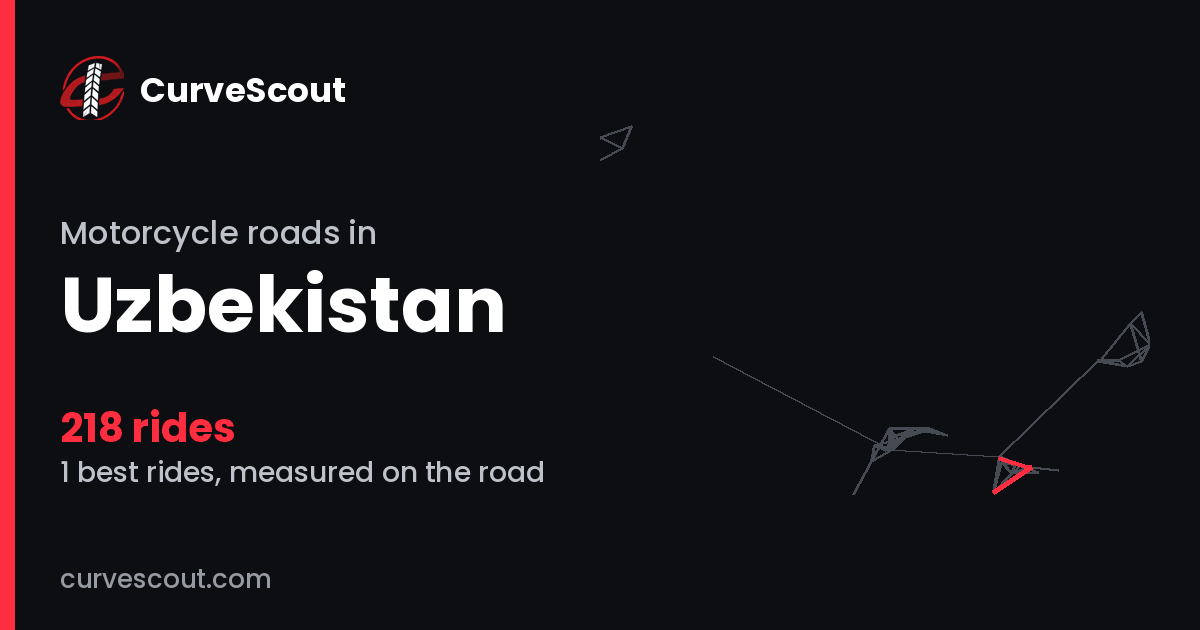 CurveScout
Motorcycle roads in
Uzbekistan
218 rides
1 best rides, measured on the road
curvescout.com